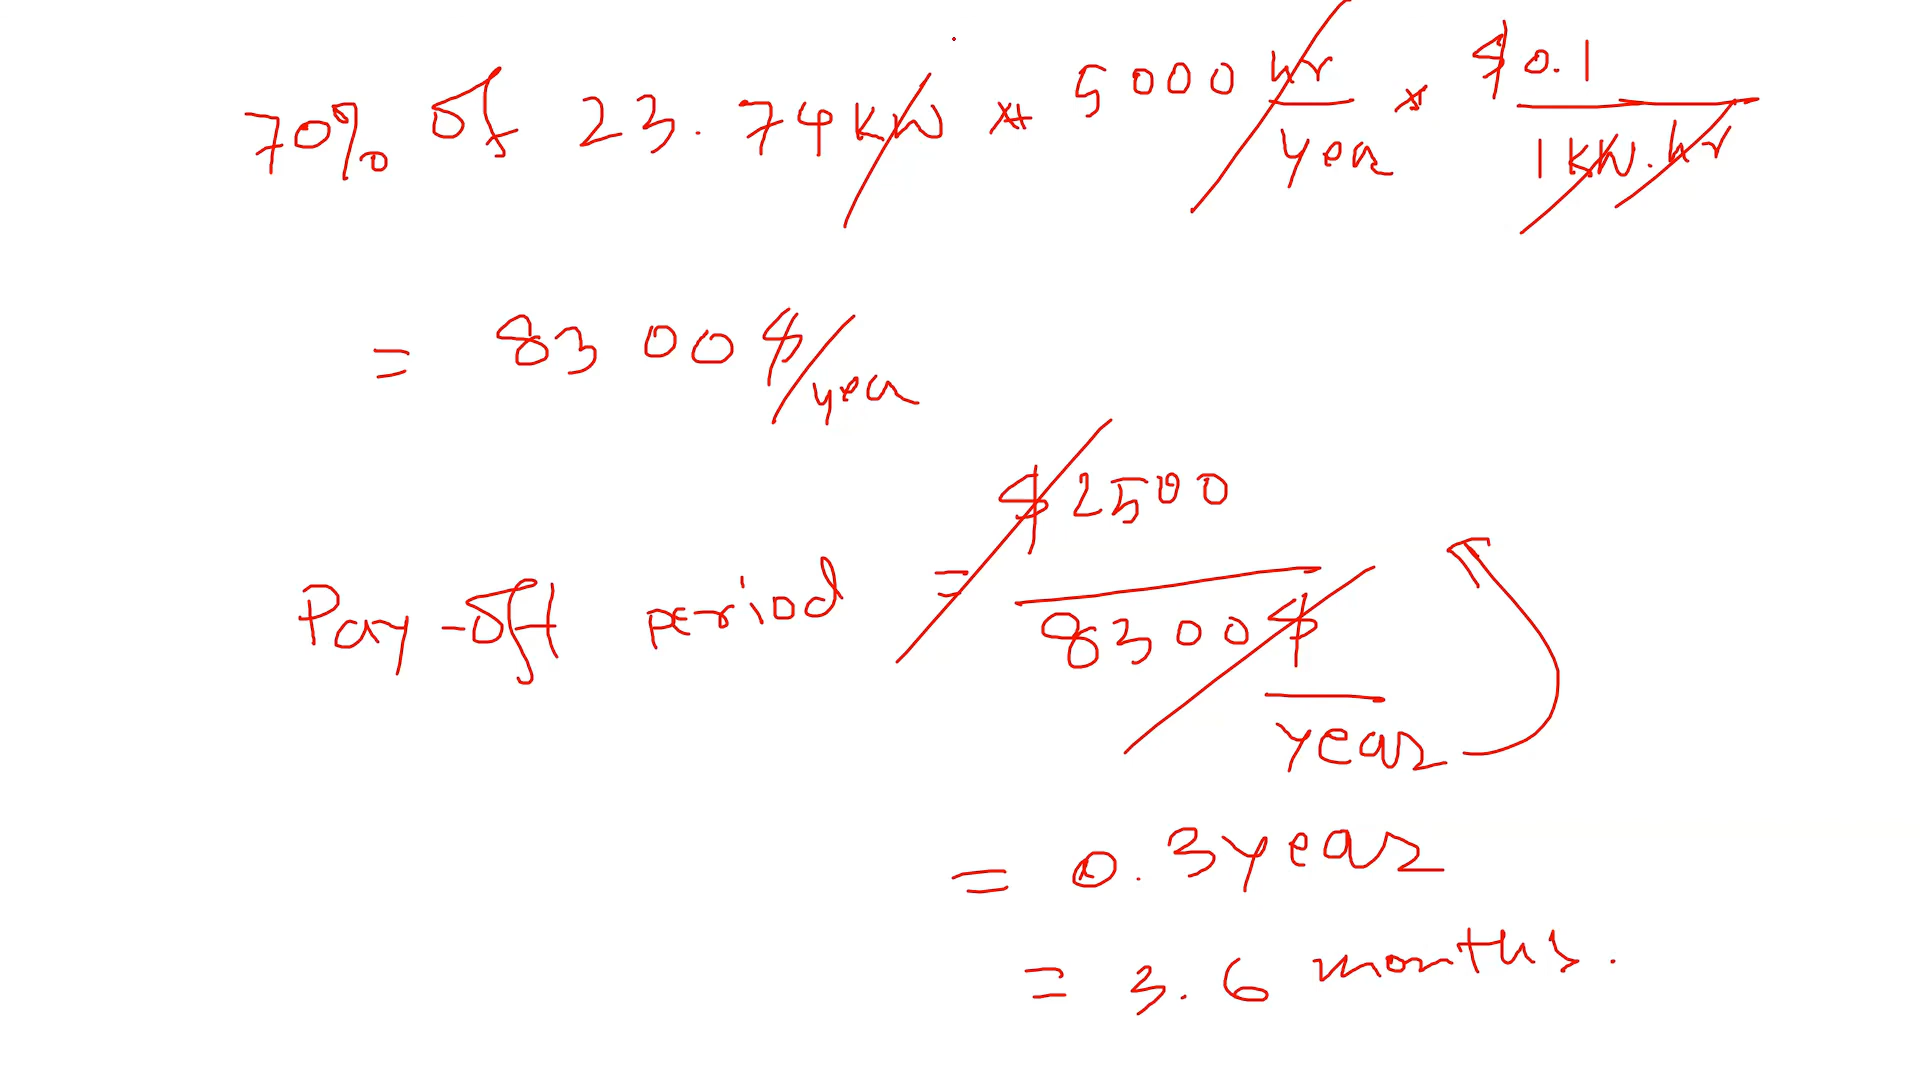 70% of 23.74 kW * 5000 hr/year * $0.1/1 kW.hr
= 8300 $/year
Pay-off period = $2500/8300 $/year
= 0.3 year
= 3.6 months.